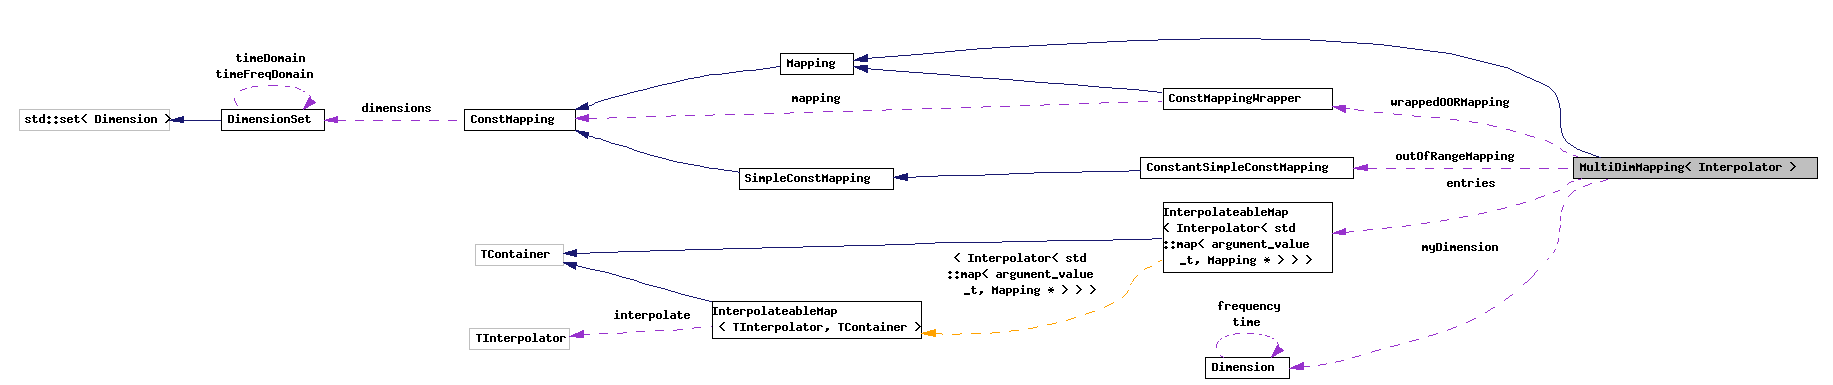 timeDomain
timeFreqDomain
std::set< Dimension >
DimensionSet
dimensions
ConstMapping
Mapping
mapping
ConstMappingWrapper
wrappedOORMapping
SimpleConstMapping
ConstantSimpleConstMapping
outOfRangeMapping
MultiDimMapping< Interpolator >
entries
InterpolateableMap
< Interpolator< std
::map< argument_value
_t, Mapping * > > >
myDimension
TContainer
< Interpolator< std
::map< argument_value
_t, Mapping * > > >
InterpolateableMap
< TInterpolator, TContainer >
interpolate
TInterpolator
frequency
time
Dimension